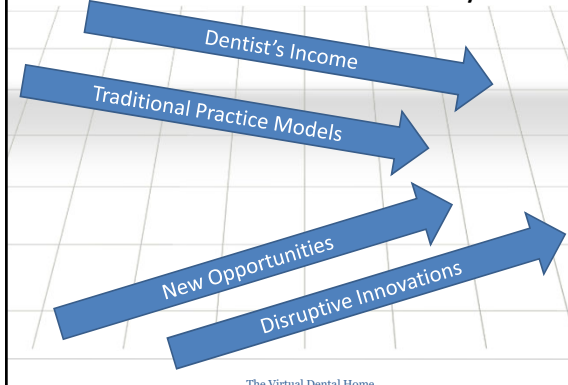 Dentist's Income
Traditional Practice Models
New Opportunities
Disruptive Innovations
The Virtual Dental Home